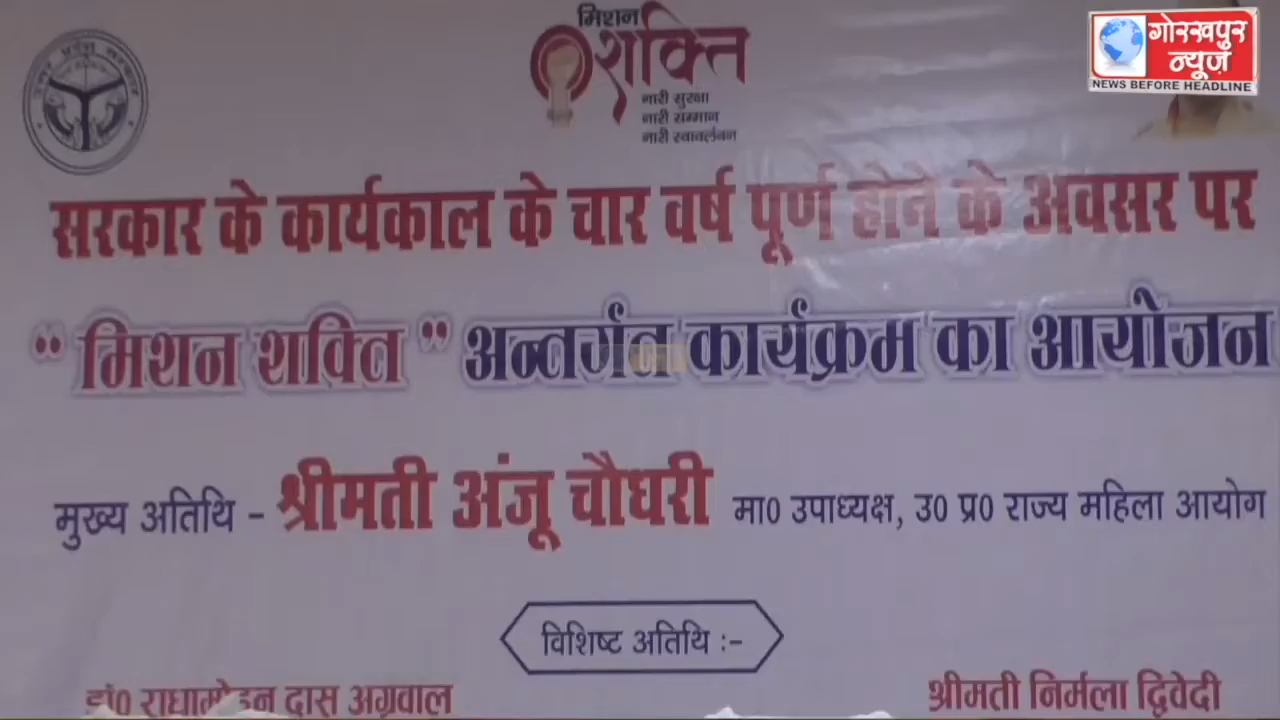 मिशन
शक्ति
नारी सुरक्षा
नारी सम्मान
नारी स्वावलंबन
गोरखपुर
न्यूज़
NEWS BEFORE HEADLINE
सरकार के कार्यकाल के चार वर्ष पूर्ण होने के अवसर पर
“ मिशन शक्ति ” अन्तर्गत कार्यक्रम का आयोजन
मुख्य अतिथि - श्रीमती अंजू चौधरी मा0 उपाध्यक्ष, उ0 प्र0 राज्य महिला आयोग
विशिष्ट अतिथि :-
डॉ0 राधामोहन दास अग्रवाल श्रीमती निर्मला द्विवेदी